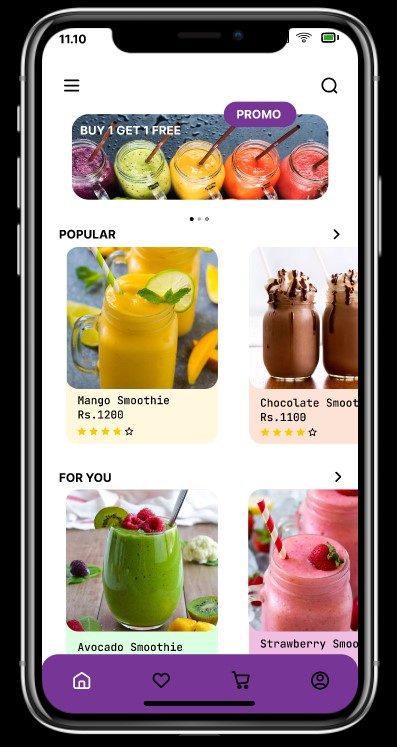 11.10
PROMO
BUY 1 GET 1 FREE
POPULAR
Mango Smoothie
Rs.1200
Chocolate Smoot
Rs.1100
FOR YOU
Avocado Smoothie
Strawberry Smoo